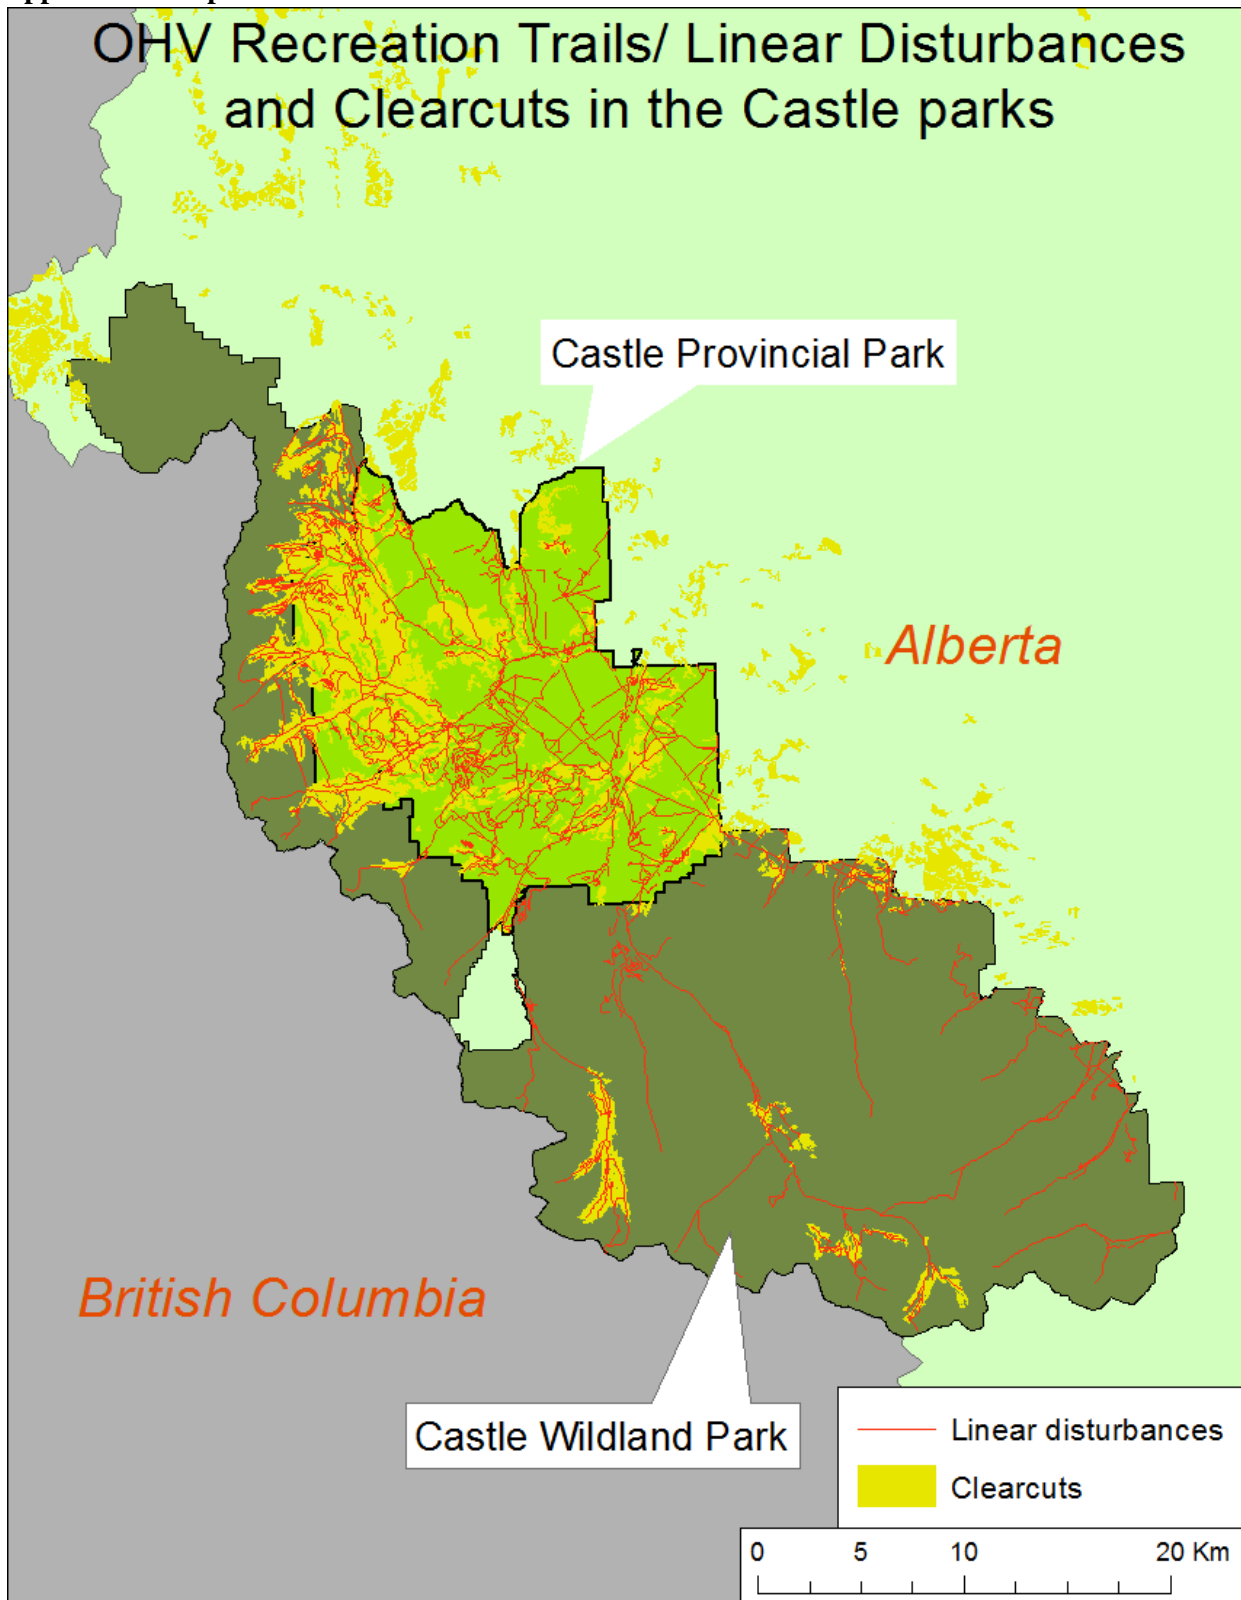 OHV Recreation Trails/ Linear Disturbances
and Clearcuts in the Castle parks
Castle Provincial Park
Alberta
British Columbia
Castle Wildland Park
Linear disturbances
Clearcuts
0 5 10 20 Km